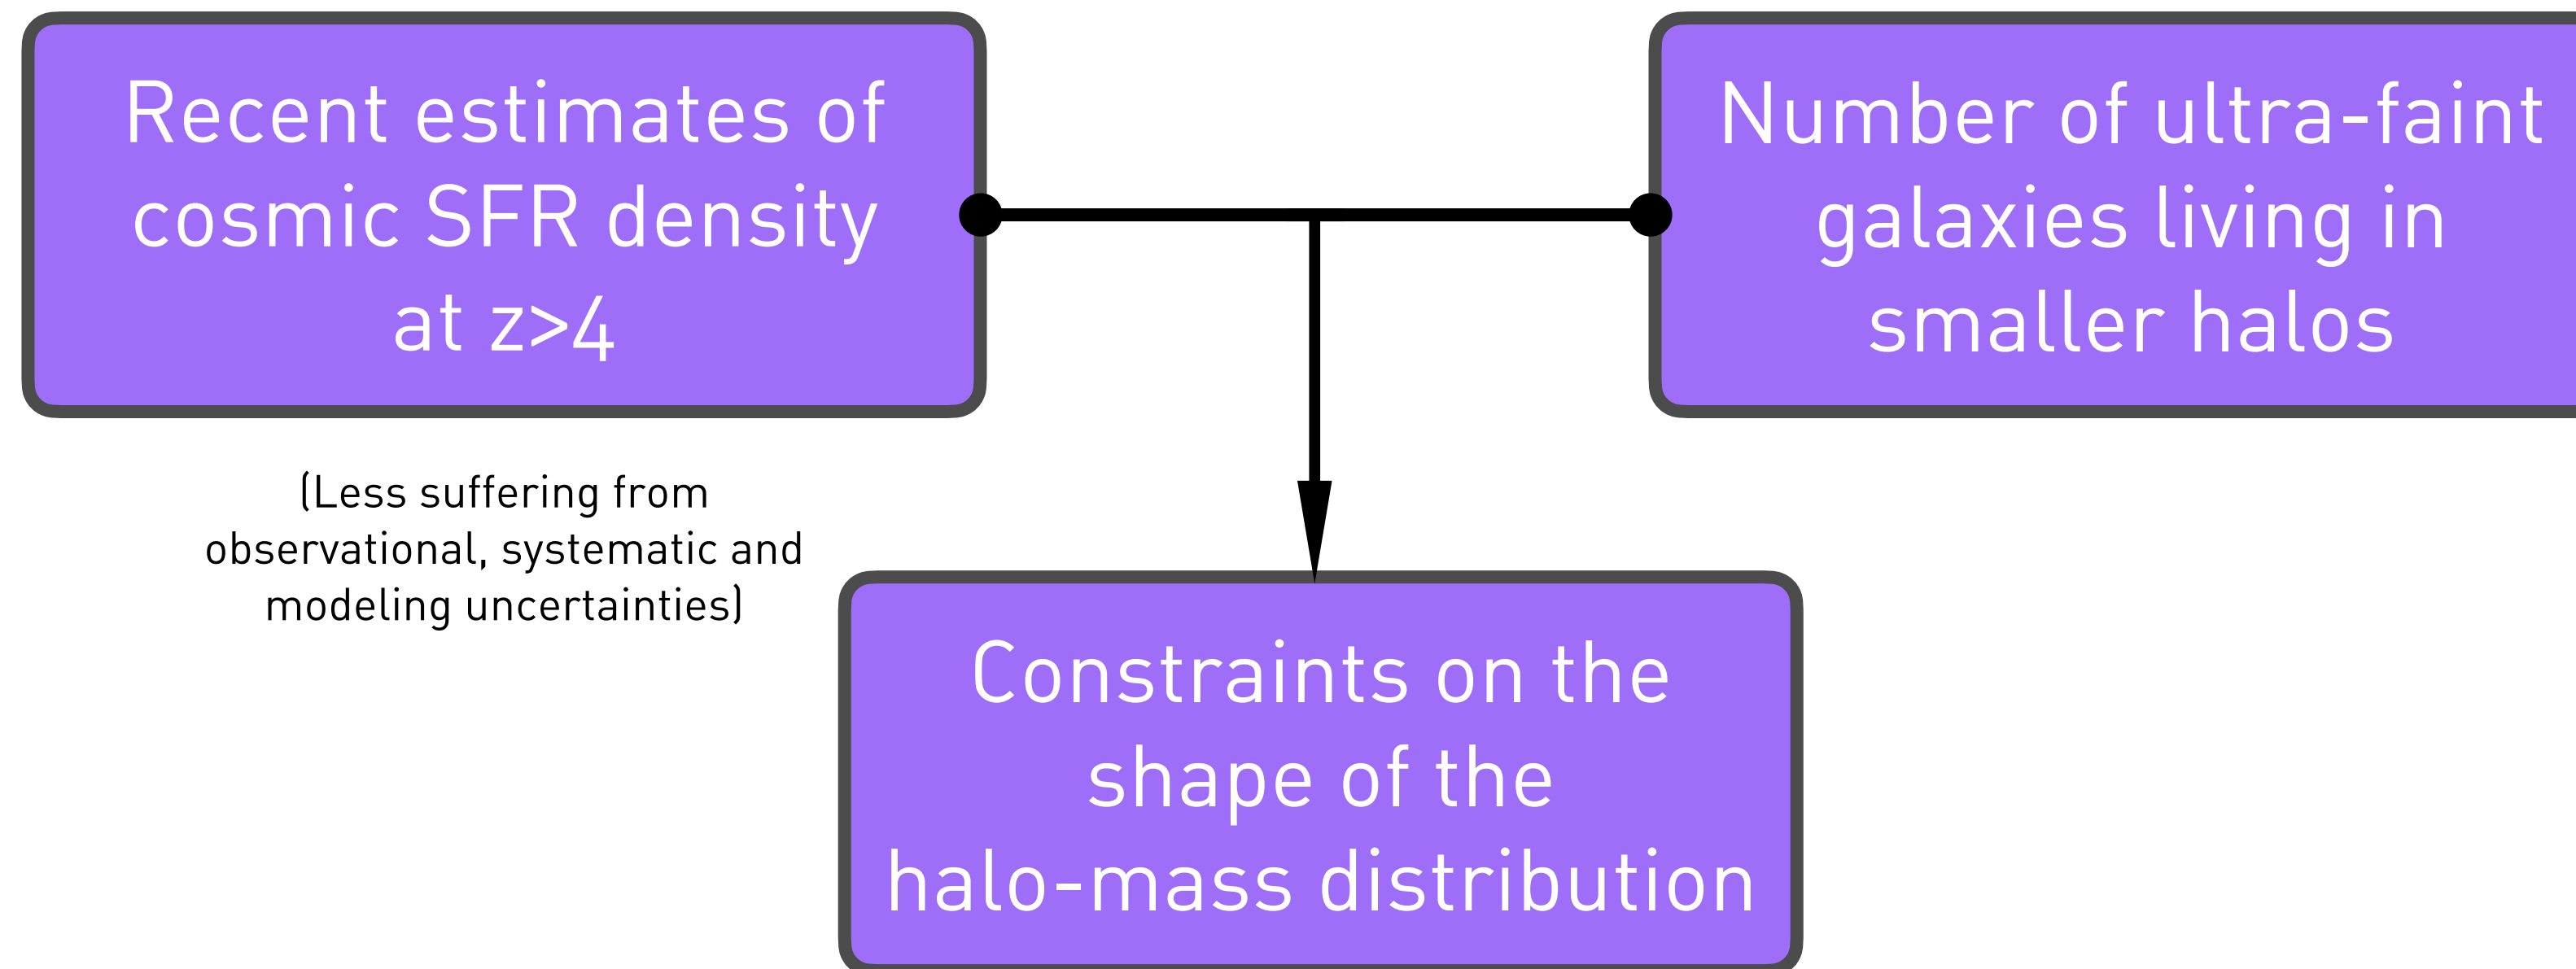 Recent estimates of
cosmic SFR density
at z>4
Number of ultra-faint
galaxies living in
smaller halos
(Less suffering from
observational, systematic and
modeling uncertainties)
Constraints on the
shape of the
halo-mass distribution